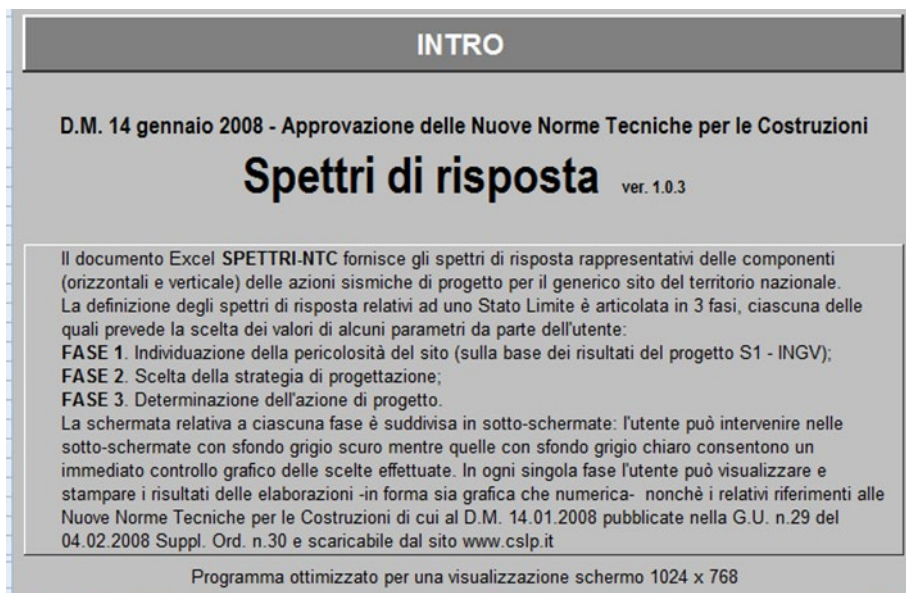 INTRO
D.M. 14 gennaio 2008 - Approvazione delle Nuove Norme Tecniche per le Costruzioni
Spettri di risposta ver. 1.0.3
Il documento Excel SPETTRI-NTC fornisce gli spettri di risposta rappresentativi delle componenti
(orizzontali e verticale) delle azioni sismiche di progetto per il generico sito del territorio nazionale.
La definizione degli spettri di risposta relativi ad uno Stato Limite è articolata in 3 fasi, ciascuna delle
quali prevede la scelta dei valori di alcuni parametri da parte dell'utente:
FASE 1. Individuazione della pericolosità del sito (sulla base dei risultati del progetto S1 - INGV);
FASE 2. Scelta della strategia di progettazione;
FASE 3. Determinazione dell'azione di progetto.
La schermata relativa a ciascuna fase è suddivisa in sotto-schermate: l'utente può intervenire nelle
sotto-schermate con sfondo grigio scuro mentre quelle con sfondo grigio chiaro consentono un
immediato controllo grafico delle scelte effettuate. In ogni singola fase l'utente può visualizzare e
stampare i risultati delle elaborazioni -in forma sia grafica che numerica- nonchè i relativi riferimenti alle
Nuove Norme Tecniche per le Costruzioni di cui al D.M. 14.01.2008 pubblicate nella G.U. n.29 del
04.02.2008 Suppl. Ord. n.30 e scaricabile dal sito www.cslp.it
Programma ottimizzato per una visualizzazione schermo 1024 x 768